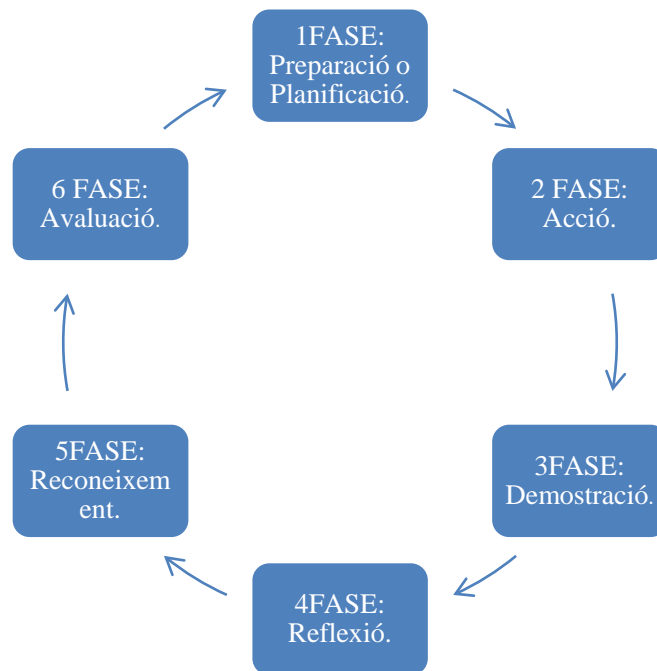 1FASE:
Preparació o
Planificació.
2 FASE:
Acció.
3FASE:
Demostració.
4FASE:
Reflexió.
5FASE:
Reconeixem
ent.
6 FASE:
Avaluació.